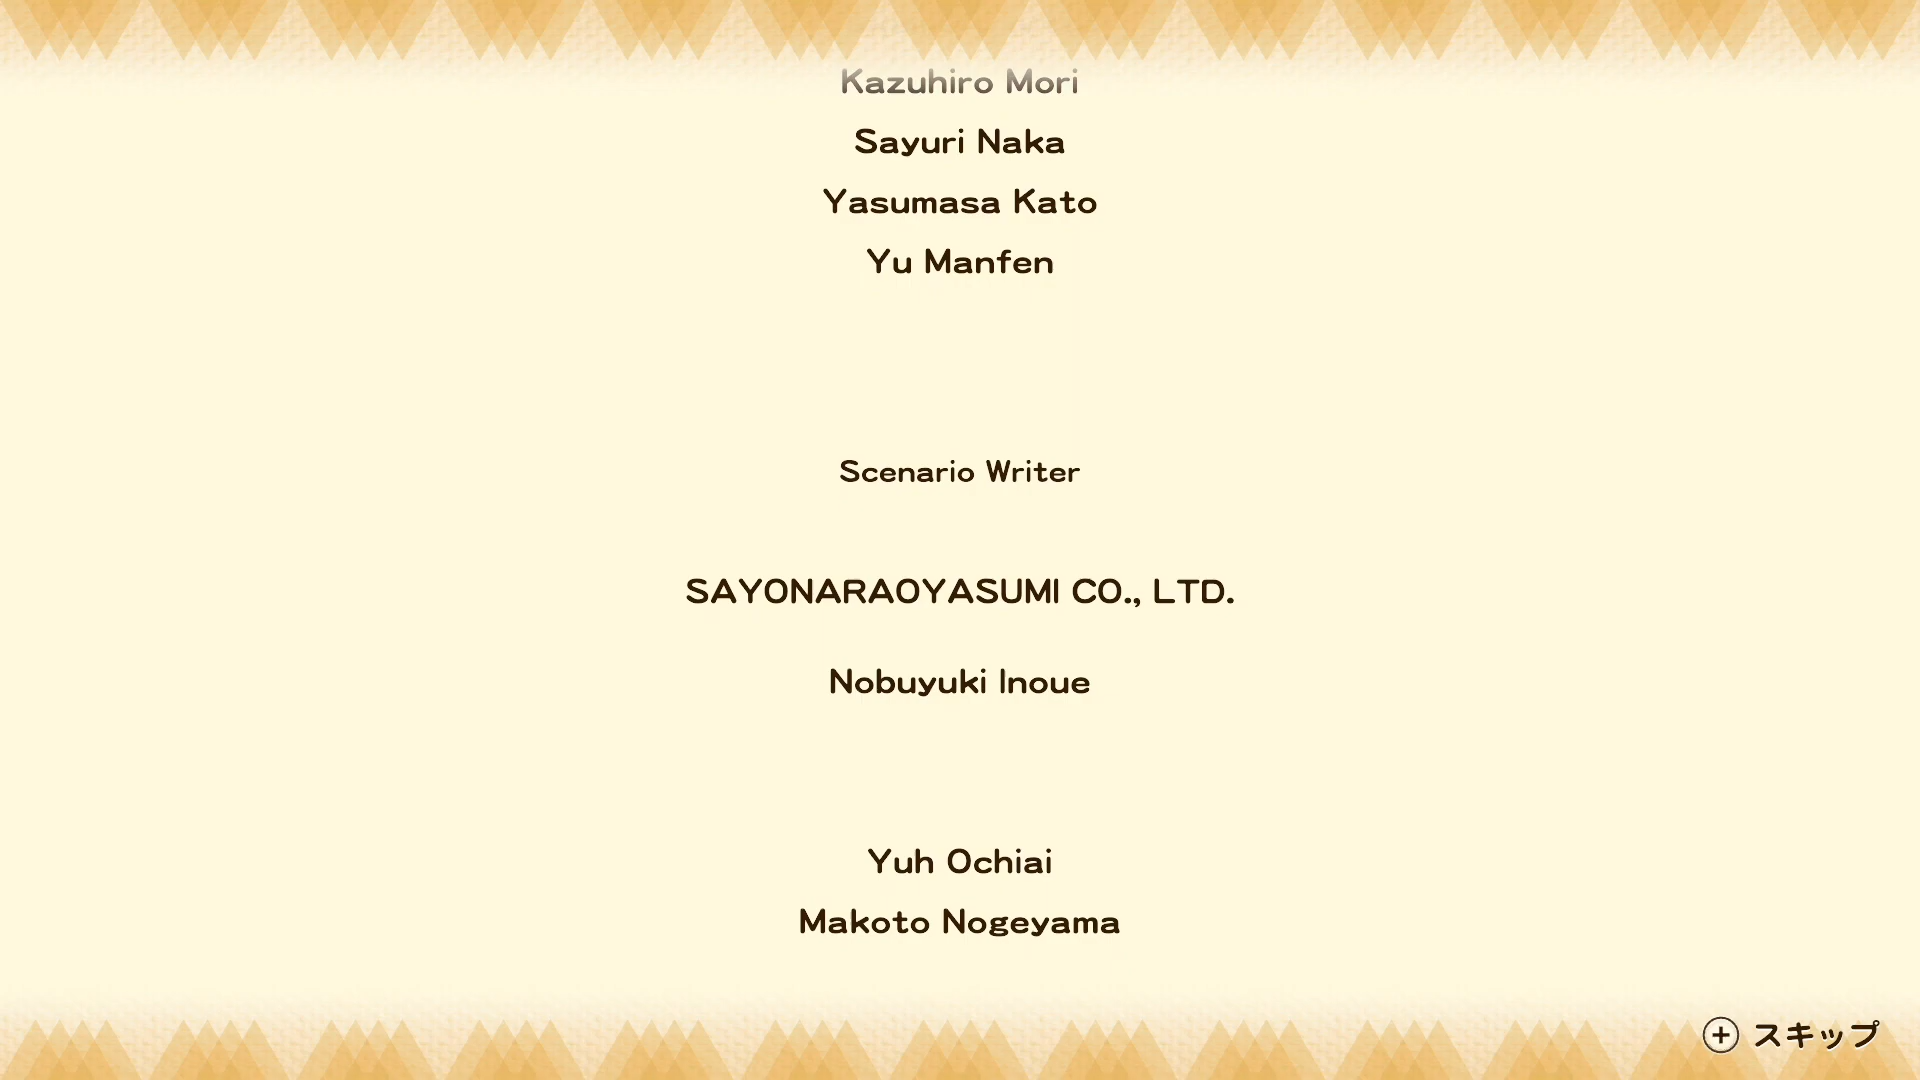 Kazuhiro Mori
Sayuri Naka
Yasumasa Kato
Yu Manfen
Scenario Writer
SAYONARAOYASUMI CO., LTD.
Nobuyuki Inoue
Yuh Ochiai
Makoto Nogeyama
スキップ